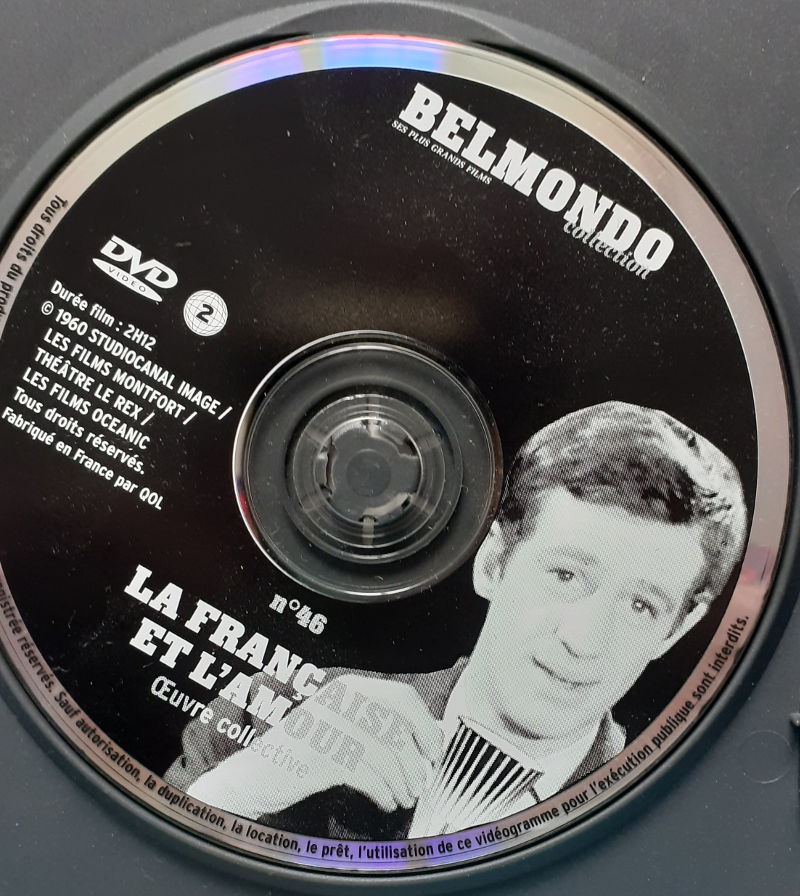 BELMONDO
SES PLUS GRANDS FILMS
collection
DVD
VIDEO
2
Durée film : 2H12
© 1960 STUDIOCANAL IMAGE /
LES FILMS MONTFORT /
THÉÂTRE LE REX /
LES FILMS OCEANIC
Tous droits réservés.
Fabriqué en France par QOL
n°46
LA FRANÇAISE
ET L'AMOUR
Œuvre collective
Tous droits du
réservés. Sauf autorisation, la duplication, la location, le prêt, l'utilisation de ce vidéogramme pour l'exécution publique sont interdits.